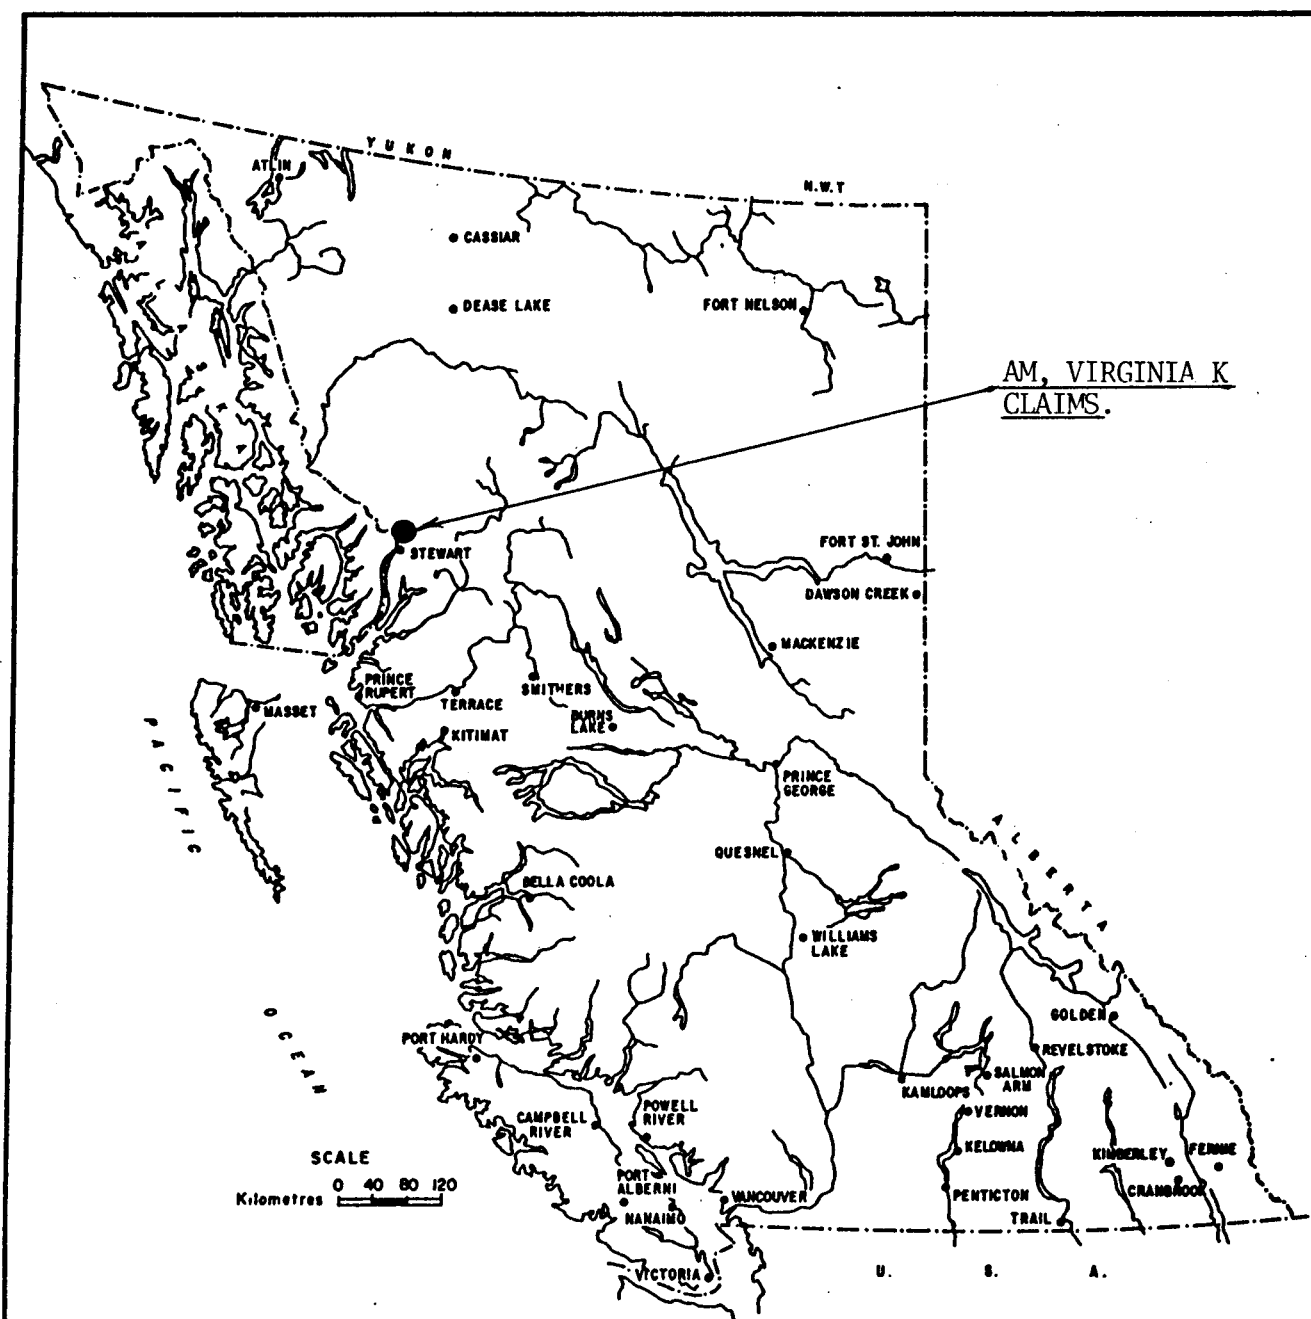 YUKON
ATLIN
N.W.T
CASSIAR
DEASE LAKE
FORT NELSON
AM, VIRGINIA K
CLAIMS.
STEWART
FORT ST. JOHN
DAWSON CREEK
MACKENZIE
PRINCE
RUPERT
TERRACE
SMITHERS
MASSET
BURNS
LAKE
KITIMAT
PACIFIC
PRINCE
GEORGE
ALBERTA
QUESNEL
BELLA COOLA
WILLIAMS
LAKE
OCEAN
GOLDEN
PORT HARDY
REVELSTOKE
SALMON
ARM
KAMLOOPS
CAMPBELL
RIVER
POWELL
RIVER
VERNON
KELOWNA
KIMBERLEY
FERNIE
SCALE
Kilometres 0 40 80 120
PORT
ALBERNI
CRANBROOK
PENTICTON
VANCOUVER
NANAIMO
TRAIL
VICTORIA
U. S. A.